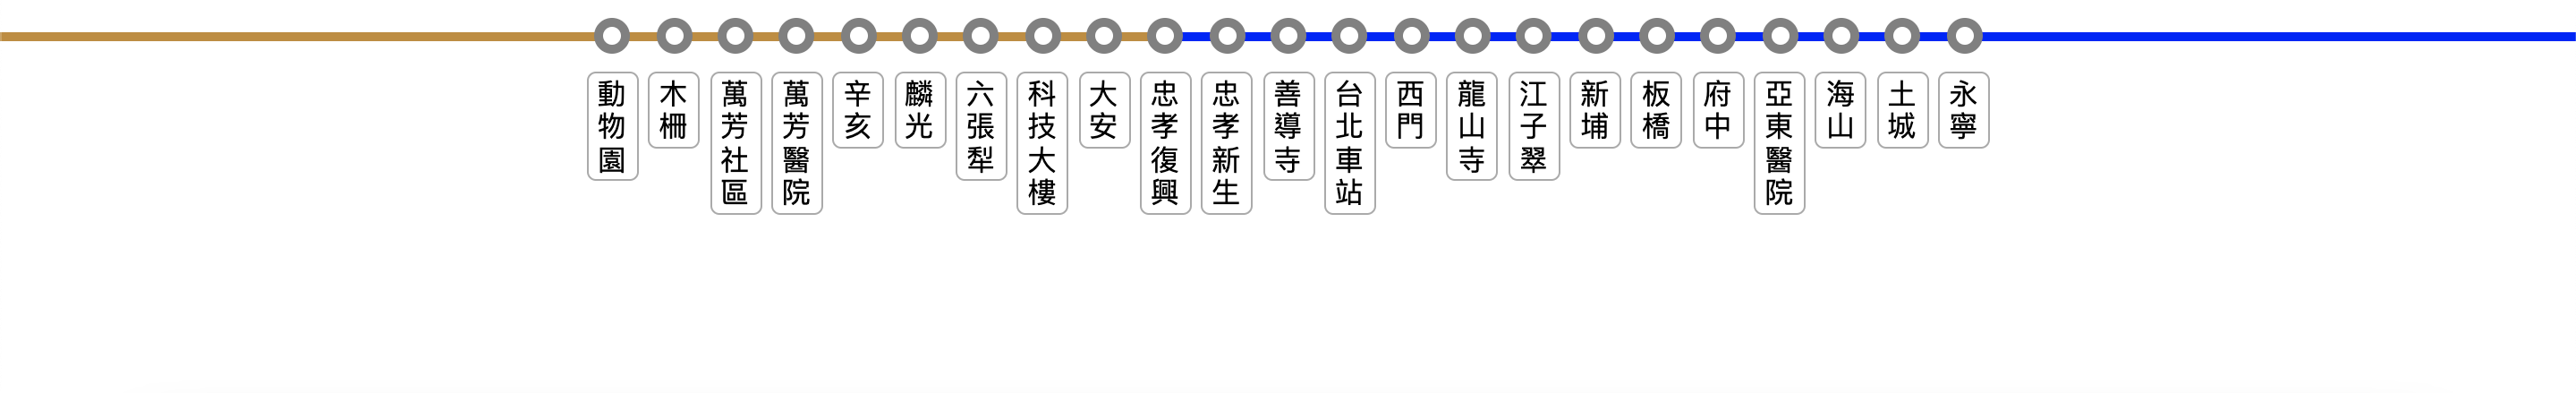 動物園
木柵
萬芳社區
萬芳醫院
辛亥
麟光
六張犁
科技大樓
大安
忠孝復興
忠孝新生
善導寺
台北車站
西門
龍山寺
江子翠
新埔
板橋
府中
亞東醫院
海山
土城
永寧